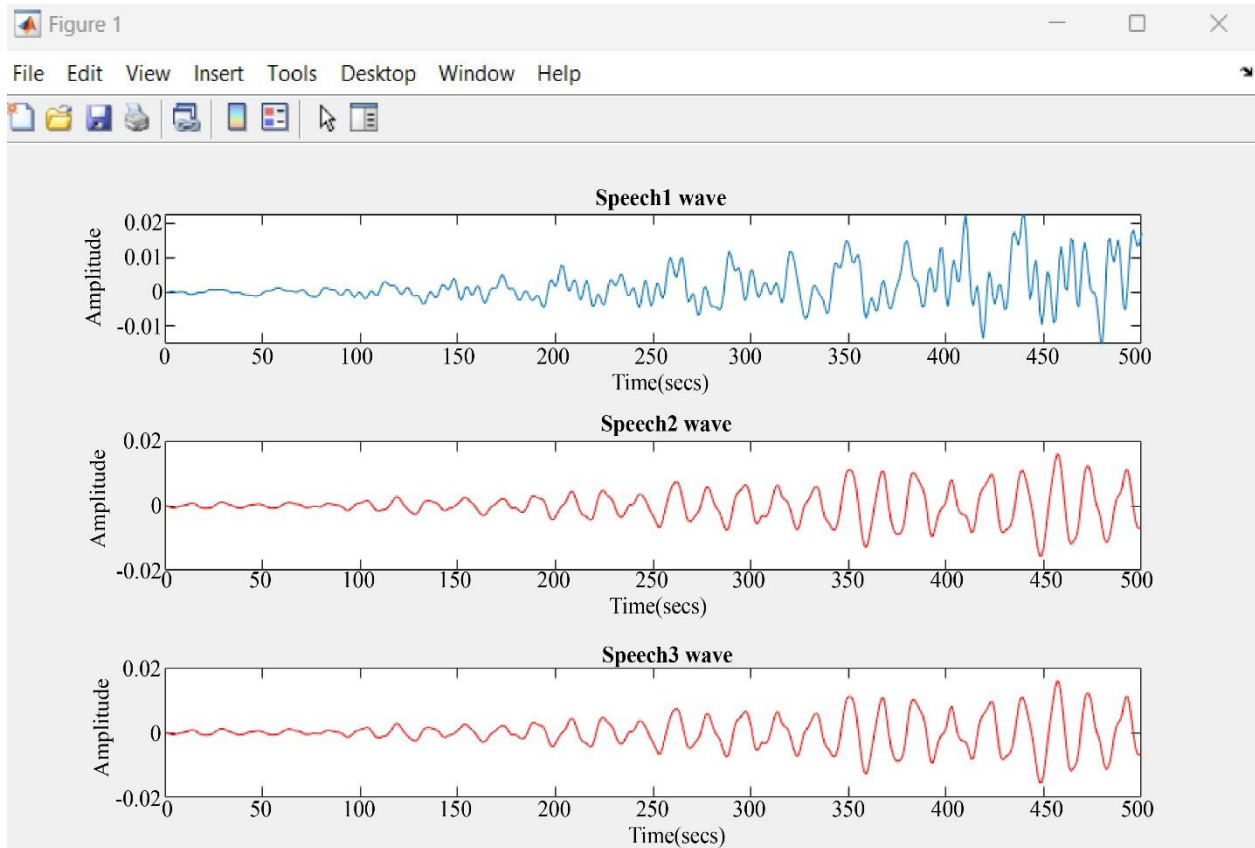 Figure 1
File Edit View Insert Tools Desktop Window Help
Speech1 wave
Amplitude
0.02
0.01
0
-0.01
0 50 100 150 200 250 300 350 400 450 500
Time(secs)
Speech2 wave
Amplitude
0.02
0
-0.02
0 50 100 150 200 250 300 350 400 450 500
Time(secs)
Speech3 wave
Amplitude
0.02
0
-0.02
0 50 100 150 200 250 300 350 400 450 500
Time(secs)